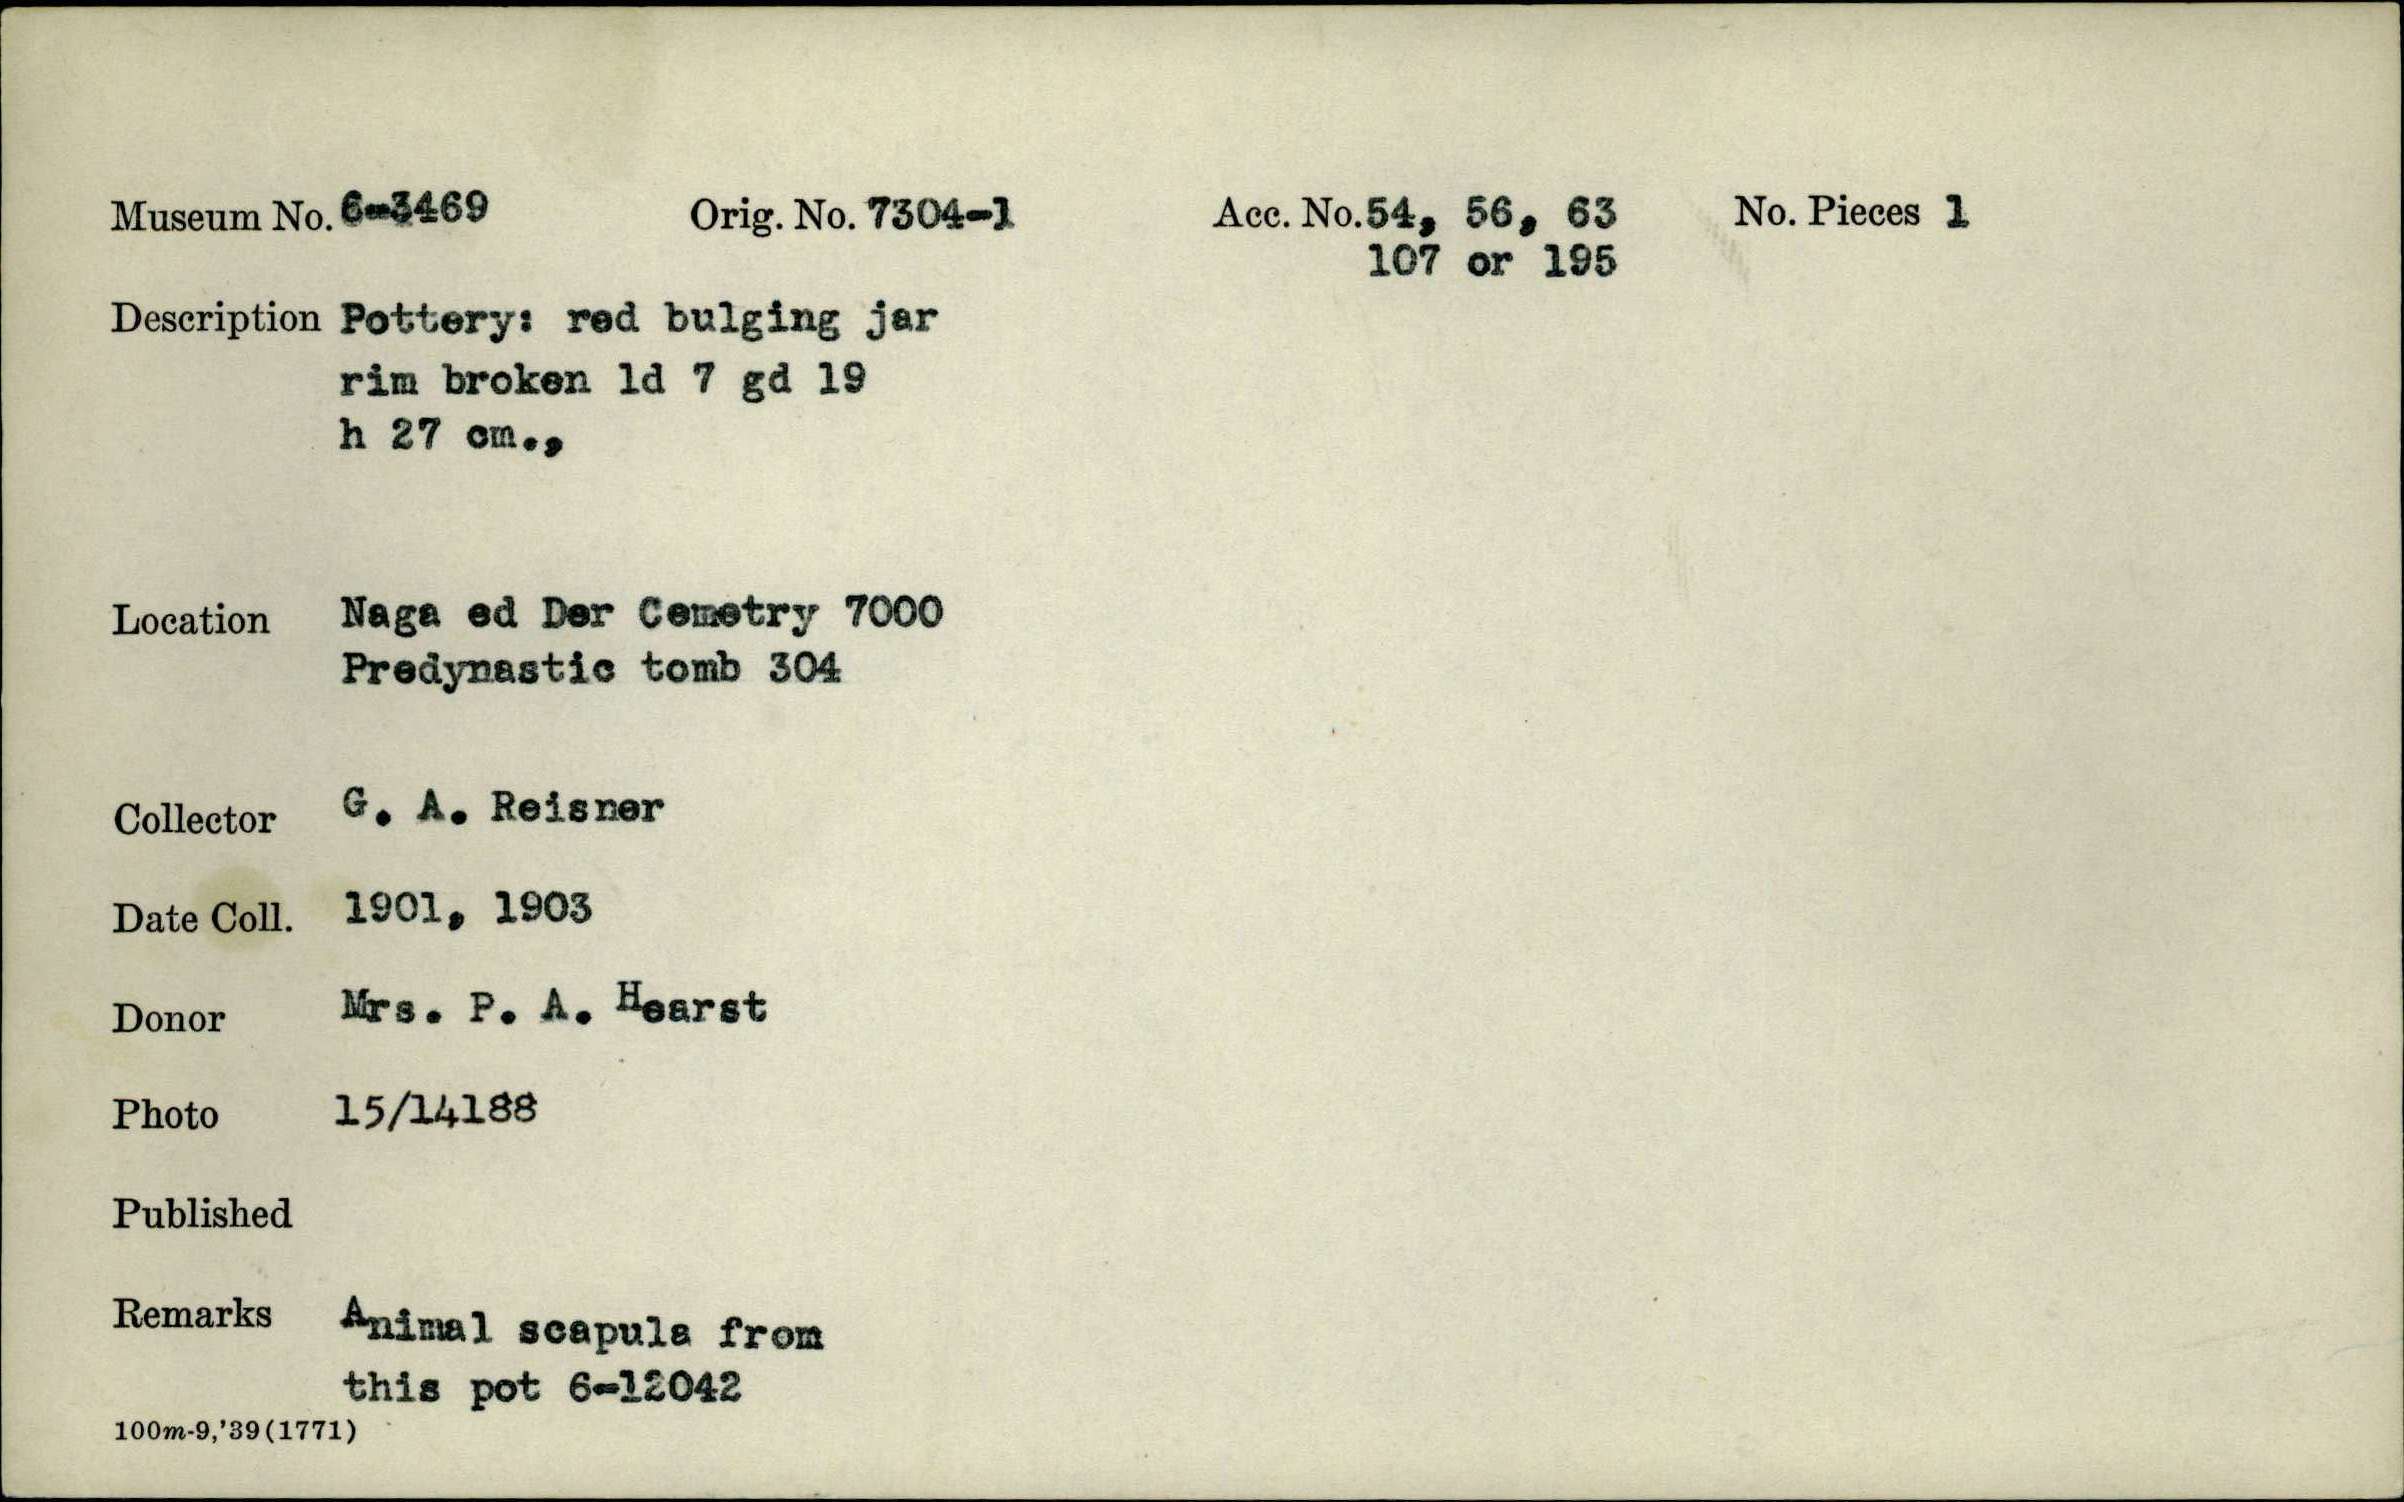 Museum No. 6-3469 Orig. No. 7304-1 Acc. No. 54, 56, 63 No. Pieces 1
107 or 195
Description Pottery: red bulging jar
rim broken ld 7 gd 19
h 27 cm.,
Location Naga ed Der Cemetry 7000
Predynastic tomb 304
Collector G. A. Reisner
Date Coll. 1901, 1903
Donor Mrs. P. A. Hearst
Photo 15/14188
Published
Remarks Animal scapula from
this pot 6-12042
100m-9,'39(1771)